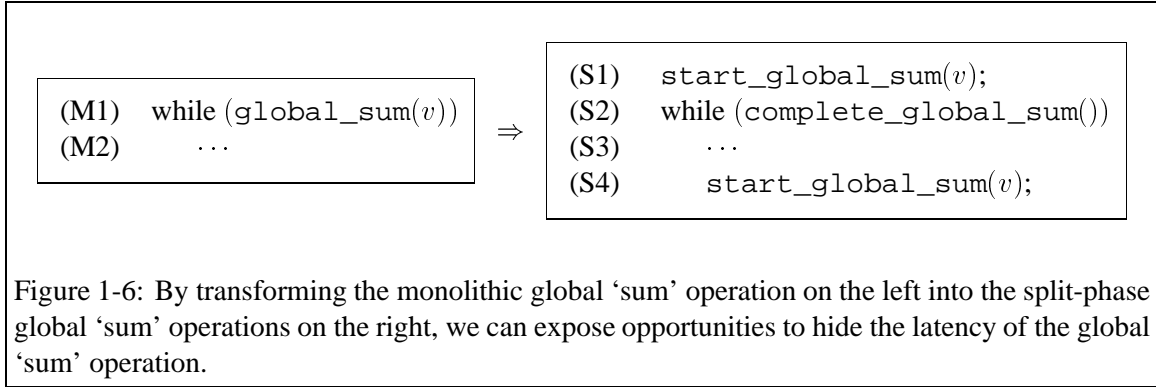 (M1) while (global_sum(v))
(M2) ...
⇒
(S1) start_global_sum(v);
(S2) while (complete_global_sum())
(S3) ...
(S4) start_global_sum(v);
Figure 1-6: By transforming the monolithic global ‘sum’ operation on the left into the split-phase
global ‘sum’ operations on the right, we can expose opportunities to hide the latency of the global
‘sum’ operation.